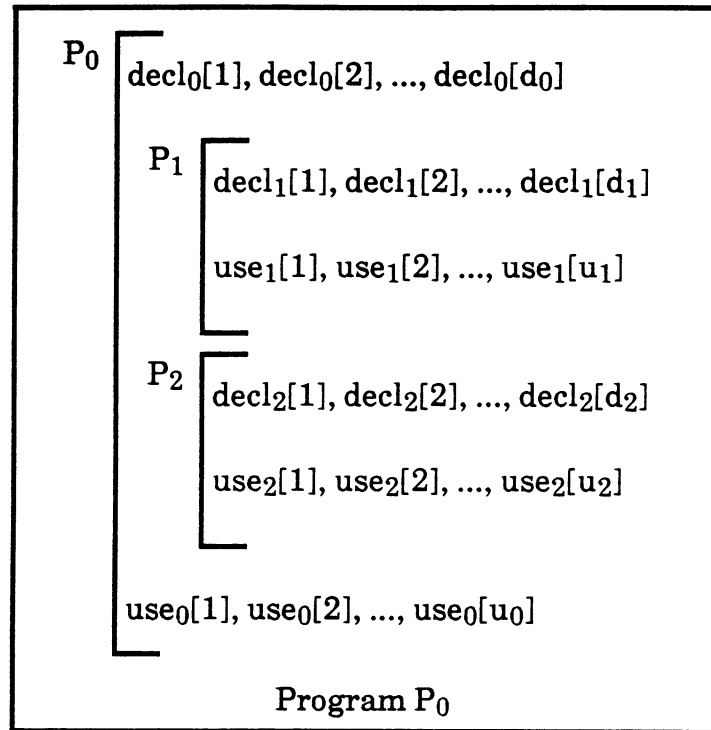 P₀
decl₀[1], decl₀[2], ..., decl₀[d₀]
P₁
decl₁[1], decl₁[2], ..., decl₁[d₁]
use₁[1], use₁[2], ..., use₁[u₁]
P₂
decl₂[1], decl₂[2], ..., decl₂[d₂]
use₂[1], use₂[2], ..., use₂[u₂]
use₀[1], use₀[2], ..., use₀[u₀]
Program P₀